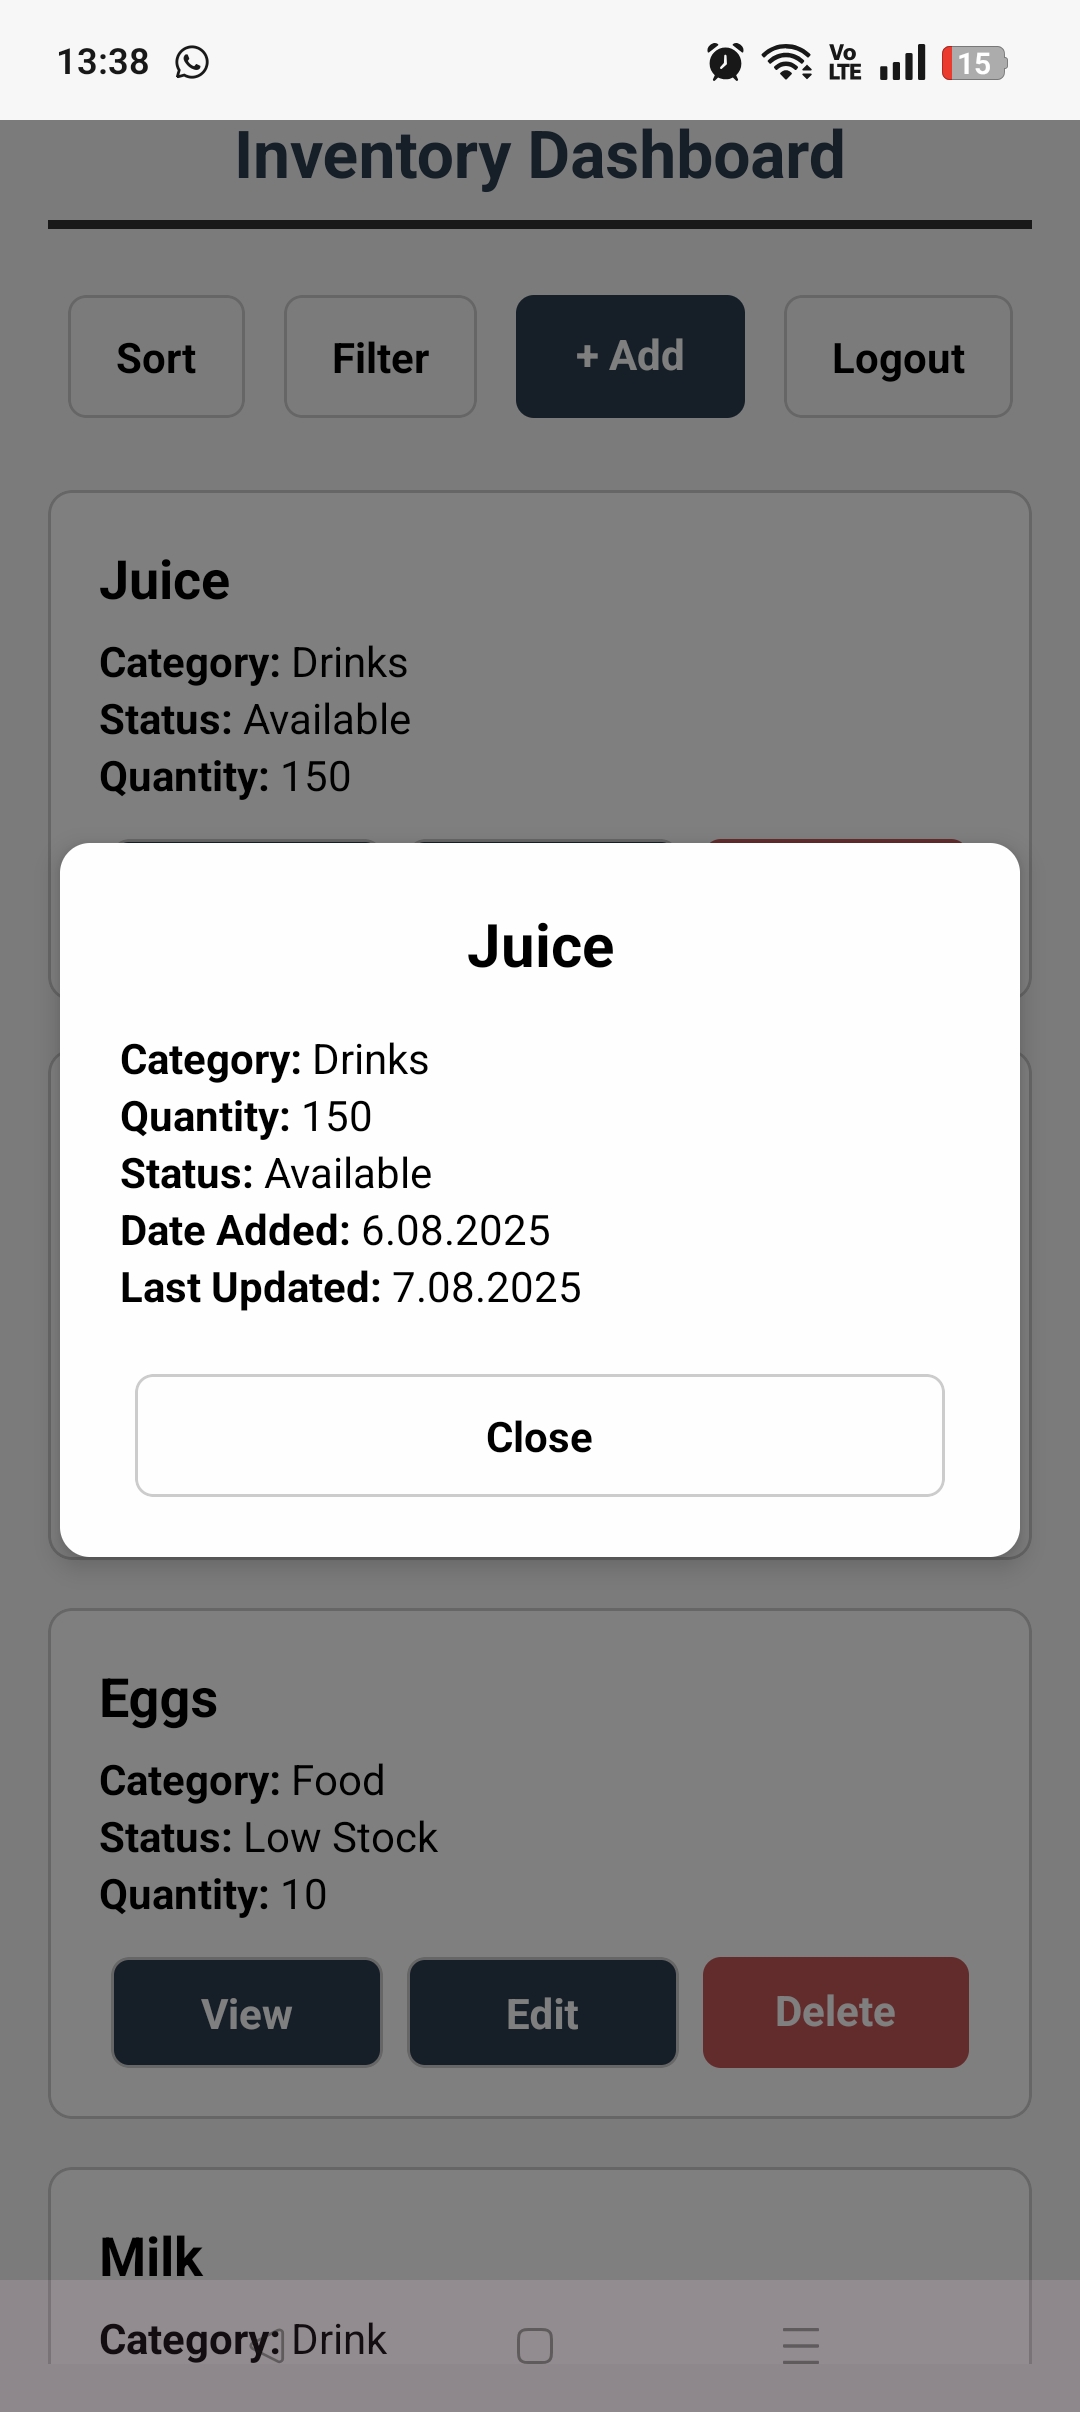 13:38
Vo
LTE
15
Inventory Dashboard
Sort
Filter
+ Add
Logout
Juice
Category: Drinks
Status: Available
Quantity: 150
Juice
Category: Drinks
Quantity: 150
Status: Available
Date Added: 6.08.2025
Last Updated: 7.08.2025
Close
Eggs
Category: Food
Status: Low Stock
Quantity: 10
View
Edit
Delete
Milk
Category: Drink